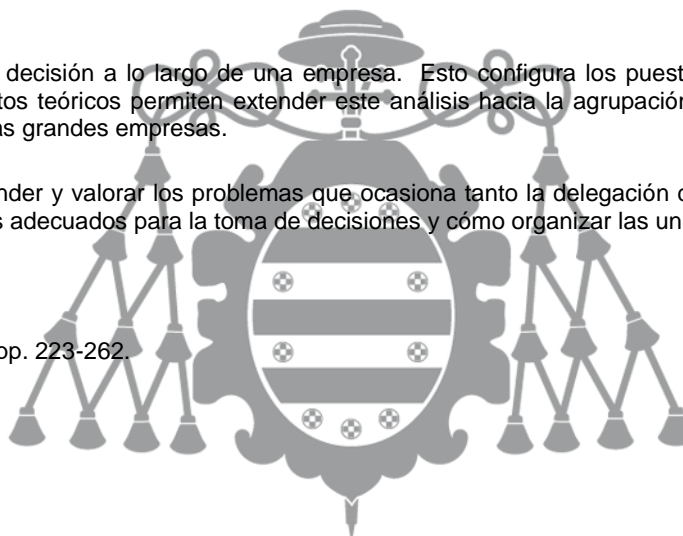 decisión a lo largo de una empresa. Esto configura los puest
tos teóricos permiten extender este análisis hacia la agrupación
as grandes empresas.
nder y valorar los problemas que ocasiona tanto la delegación
s adecuados para la toma de decisiones y cómo organizar las un
pp. 223-262.